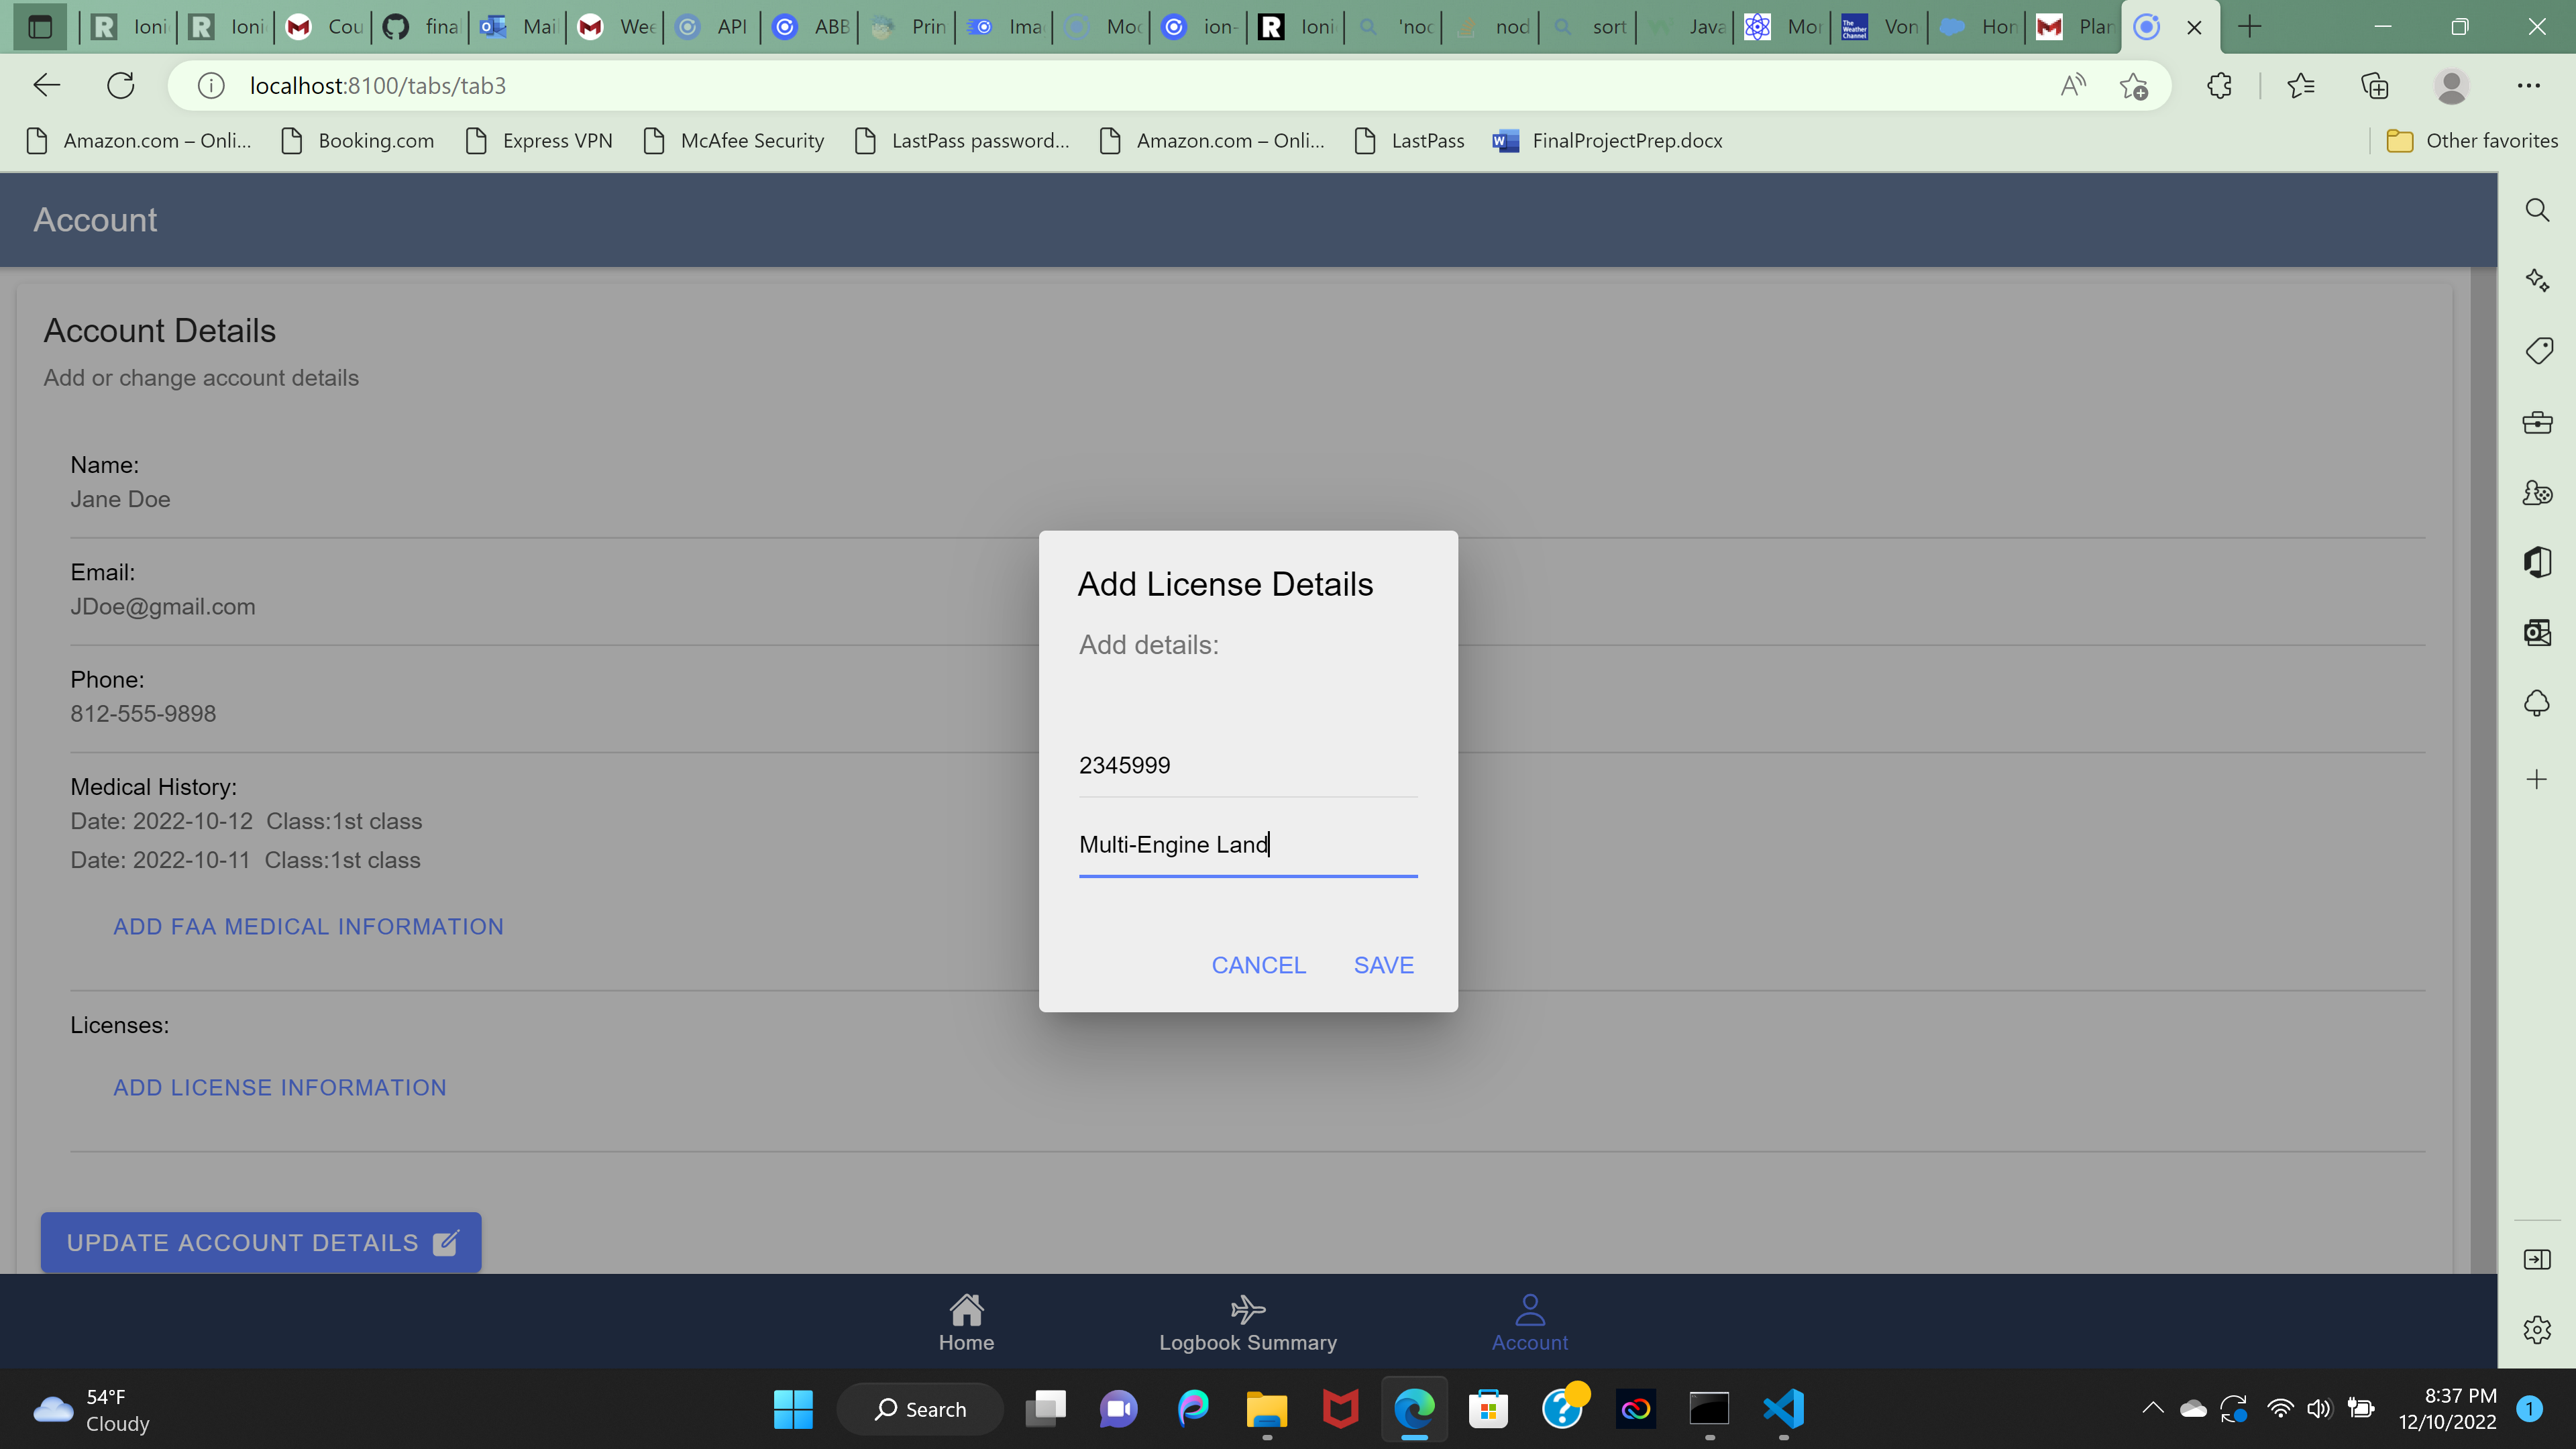 Ioni Ioni Cou final Mai Wee API ABB Prin Ima Moc ion- Ioni 'noc nod sort Java Mor Von Hon Plan
localhost:8100/tabs/tab3
Amazon.com – Onli... Booking.com Express VPN McAfee Security LastPass password... Amazon.com – Onli... LastPass FinalProjectPrep.docx Other favorites
Account
Account Details
Add or change account details
Name:
Jane Doe
Email:
JDoe@gmail.com
Phone:
812-555-9898
Medical History:
Date: 2022-10-12 Class:1st class
Date: 2022-10-11 Class:1st class
ADD FAA MEDICAL INFORMATION
Licenses:
ADD LICENSE INFORMATION
UPDATE ACCOUNT DETAILS
Add License Details
Add details:
2345999
Multi-Engine Land
CANCEL SAVE
Home Logbook Summary Account
54°F
Cloudy
Search
8:37 PM
12/10/2022
1